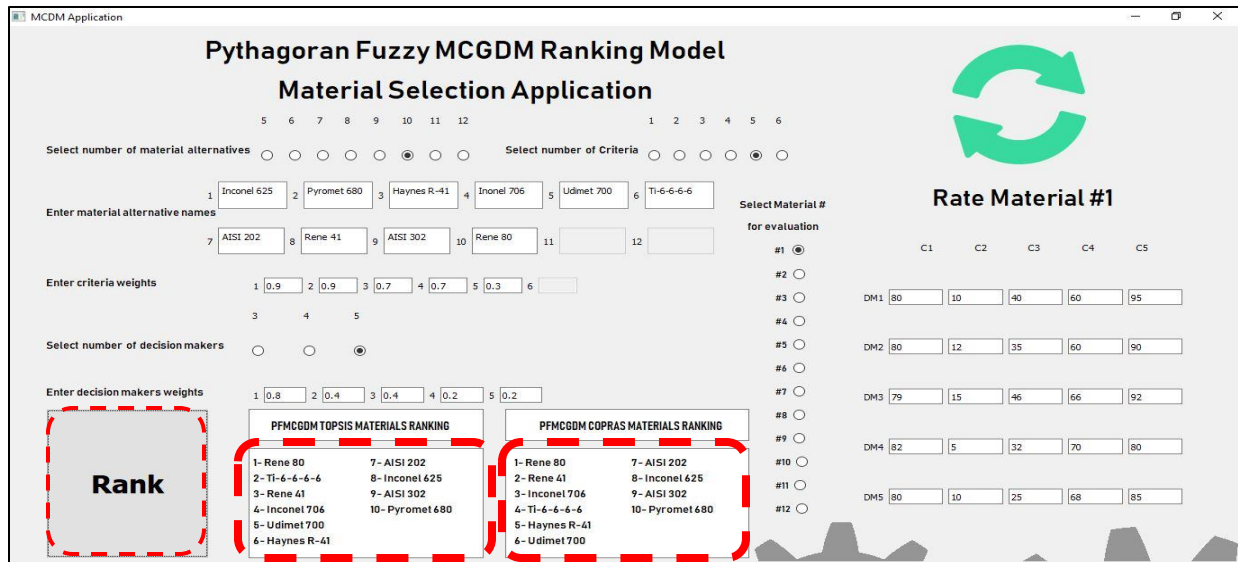 MCDM Application
Pythagoran Fuzzy MCGDM Ranking Model
Material Selection Application
5 6 7 8 9 10 11 12
1 2 3 4 5 6
Select number of material alternatives
Select number of Criteria
1 Inconel 625 2 Pyromet 680 3 Haynes R-41 4 Inonel 706 5 Udimet 700 6 Ti-6-6-6-6
Enter material alternative names
7 AISI 202 8 Rene 41 9 AISI 302 10 Rene 80 11 12
Enter criteria weights
1 0.9 2 0.9 3 0.7 4 0.7 5 0.3 6
3 4 5
Select number of decision makers
Enter decision makers weights
1 0.8 2 0.4 3 0.4 4 0.2 5 0.2
Rank
PFMCGDM TOPSIS MATERIALS RANKING
1- Rene 80 7- AISI 202
2- Ti-6-6-6-6 8- Inconel 625
3- Rene 41 9- AISI 302
4- Inconel 706 10- Pyromet 680
5- Udimet 700
6- Haynes R-41
PFMCGDM COPRAS MATERIALS RANKING
1- Rene 80 7- AISI 202
2- Rene 41 8- Inconel 625
3- Inconel 706 9- AISI 302
4- Ti-6-6-6-6 10- Pyromet 680
5- Haynes R-41
6- Udimet 700
Select Material #
for evaluation
#1
#2
#3
#4
#5
#6
#7
#8
#9
#10
#11
#12
Rate Material #1
C1 C2 C3 C4 C5
DM1 80 10 40 60 95
DM2 80 12 35 60 90
DM3 79 15 46 66 92
DM4 82 5 32 70 80
DM5 80 10 25 68 85